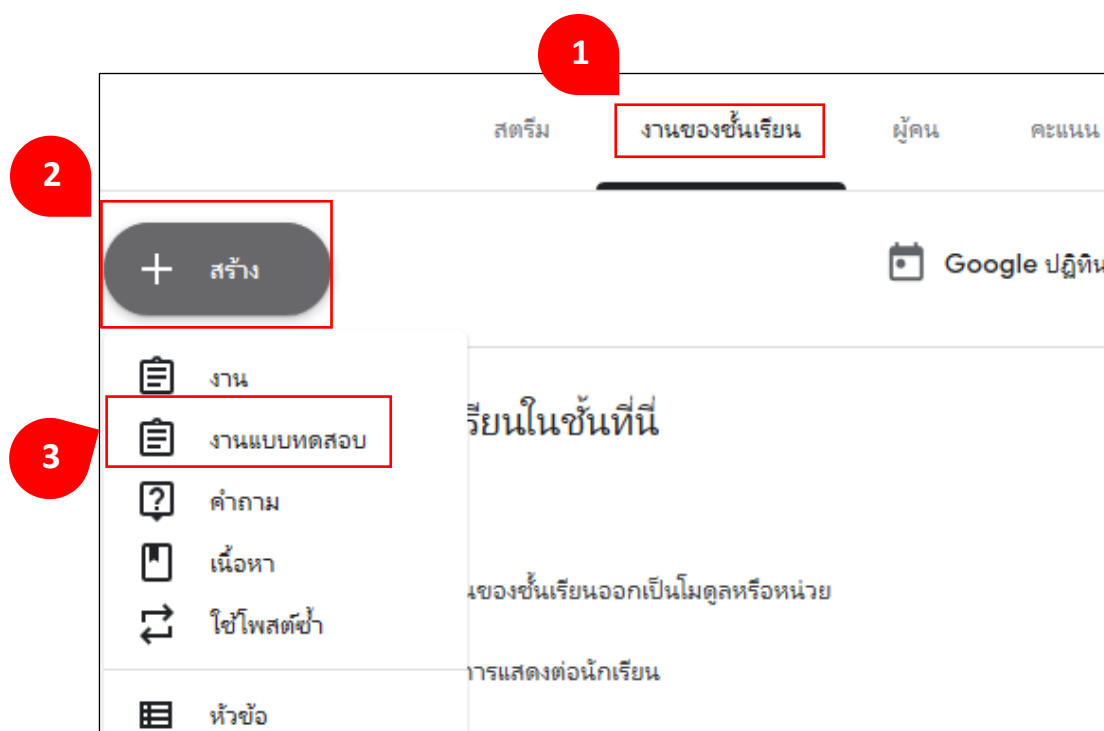 1
สตรีม งานของชั้นเรียน ผู้คน คะแนน
2
+ สร้าง
Google ปฏิทิน
งาน
3
งานแบบทดสอบ
รียนในชั้นที่นี่
คำถาม
เนื้อหา
นของชั้นเรียนออกเป็นโมดูลหรือหน่วย
ใช้โพสต์ซ้ำ
การแสดงต่อนักเรียน
หัวข้อ